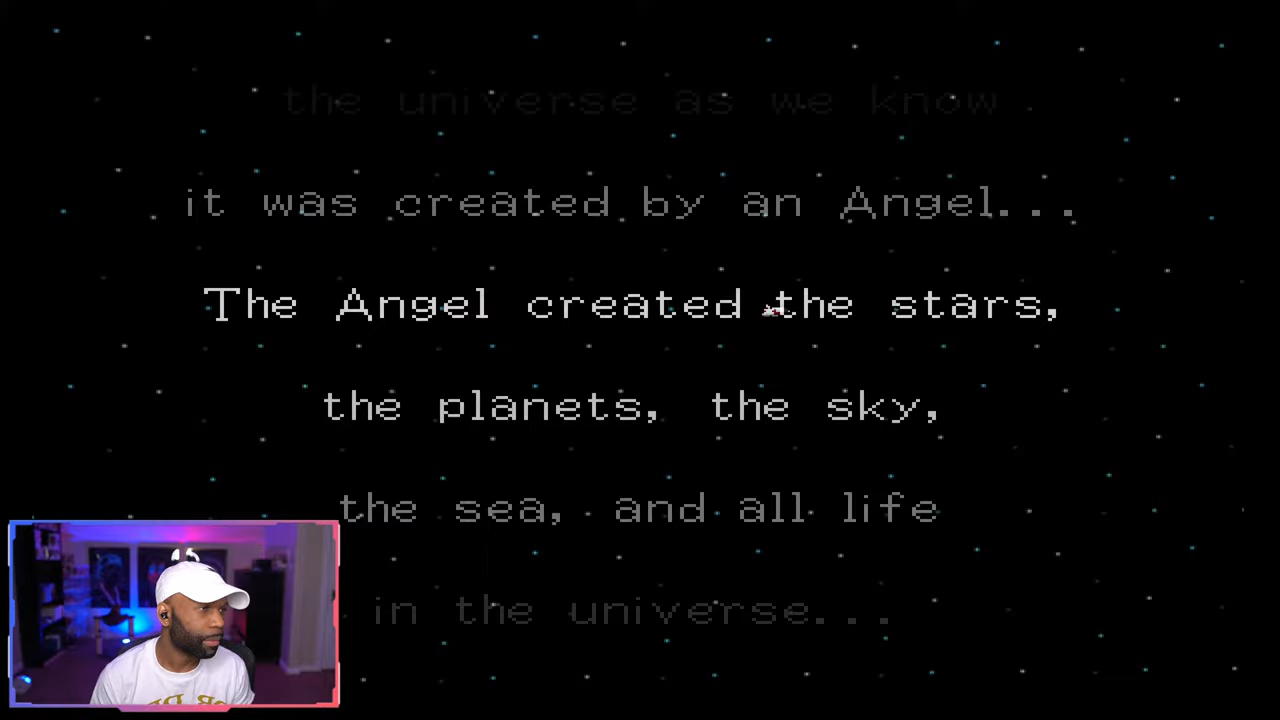 the universe as we know
it was created by an Angel...
The Angel created the stars,
the planets, the sky,
the sea, and all life
in the universe...